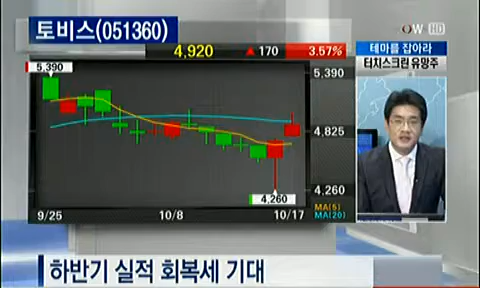 토비스(051360)
OW HD
4,920 ▲ 170 3.57%
테마를 잡아라
터치스크린 유망주
5,390
5,390
4,825
4,260
4,260
MA(5)
MA(20)
9/25 10/8 10/17
하반기 실적 회복세 기대